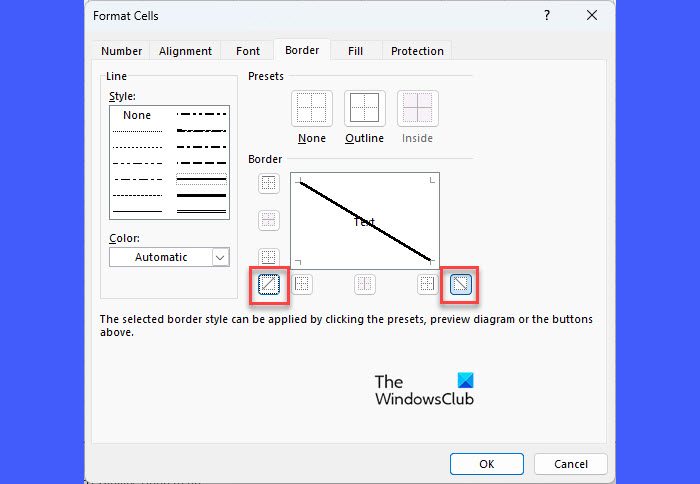 Format Cells
?
Number Alignment Font Border Fill Protection
Line
Style:
None
Color:
Automatic
Presets
None Outline Inside
Border
Text
The selected border style can be applied by clicking the presets, preview diagram or the buttons
above.
The
WindowsClub
OK Cancel